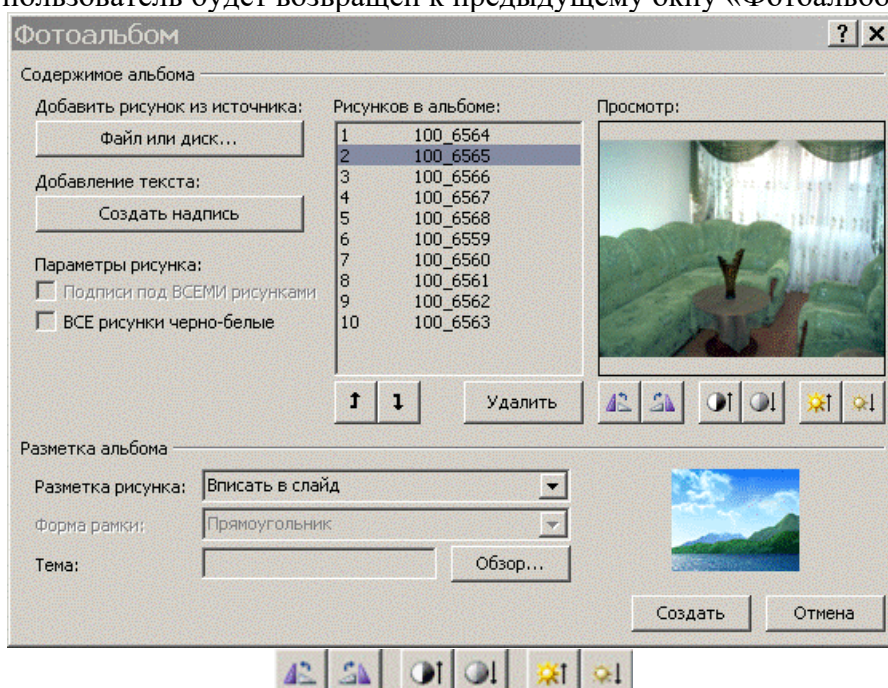 пользователь будет возвращен к предыдущему окну «Фотоальбо
Фотоальбом
Содержимое альбома
Добавить рисунок из источника:
Файл или диск...
Добавление текста:
Создать надпись
Параметры рисунка:
Подписи под ВСЕМИ рисунками
ВСЕ рисунки черно-белые
Рисунков в альбоме:
1 100_6564
2 100_6565
3 100_6566
4 100_6567
5 100_6568
6 100_6559
7 100_6560
8 100_6561
9 100_6562
10 100_6563
Удалить
Просмотр:
Разметка альбома
Разметка рисунка: Вписать в слайд
Форма рамки: Прямоугольник
Тема: Обзор...
Создать Отмена